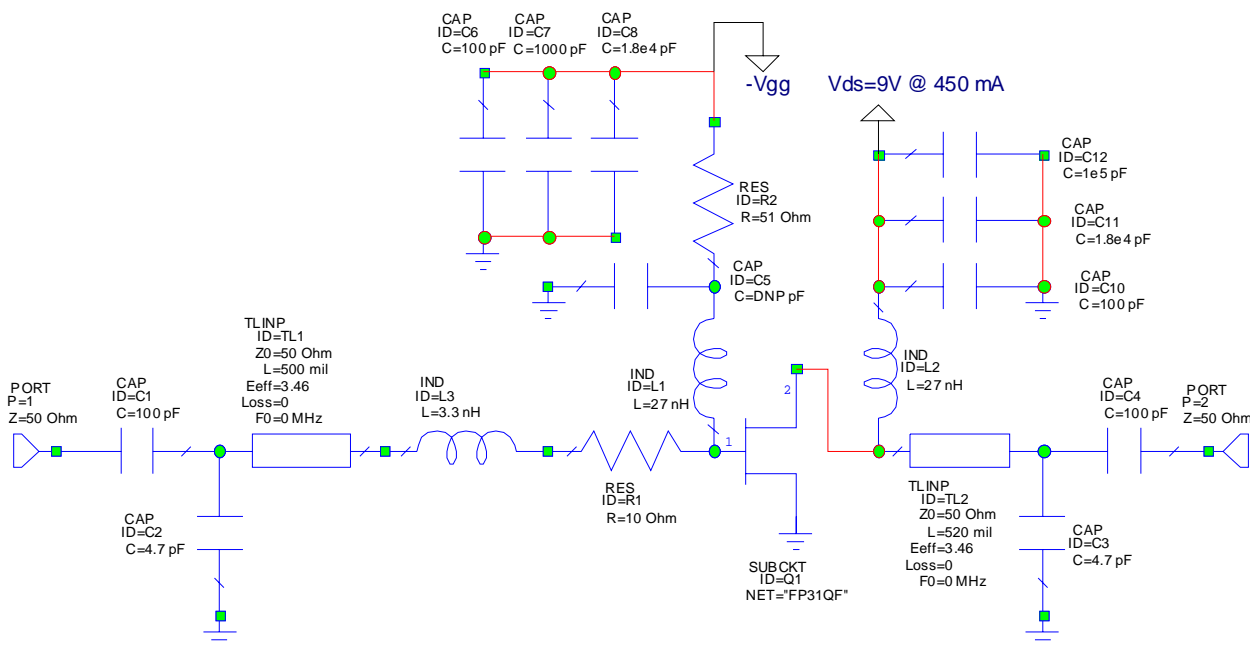 CAP
ID=C6
C=100 pF
CAP
ID=C7
C=1000 pF
CAP
ID=C8
C=1.8e4 pF
-Vgg
Vds=9V @ 450 mA
CAP
ID=C12
C=1e5 pF
RES
ID=R2
R=51 Ohm
CAP
ID=C11
C=1.8e4 pF
CAP
ID=C5
C=DNP pF
CAP
ID=C10
C=100 pF
TLINP
ID=TL1
Z0=50 Ohm
L=500 mil
Eeff=3.46
Loss=0
F0=0 MHz
IND
ID=L1
L=27 nH
IND
ID=L2
L=27 nH
PORT
P=1
Z=50 Ohm
CAP
ID=C1
C=100 pF
IND
ID=L3
L=3.3 nH
2
1
CAP
ID=C4
C=100 pF
PORT
P=2
Z=50 Ohm
RES
ID=R1
R=10 Ohm
TLINP
ID=TL2
Z0=50 Ohm
L=520 mil
Eeff=3.46
Loss=0
F0=0 MHz
CAP
ID=C2
C=4.7 pF
CAP
ID=C3
C=4.7 pF
SUBCKT
ID=Q1
NET="FP31QF"